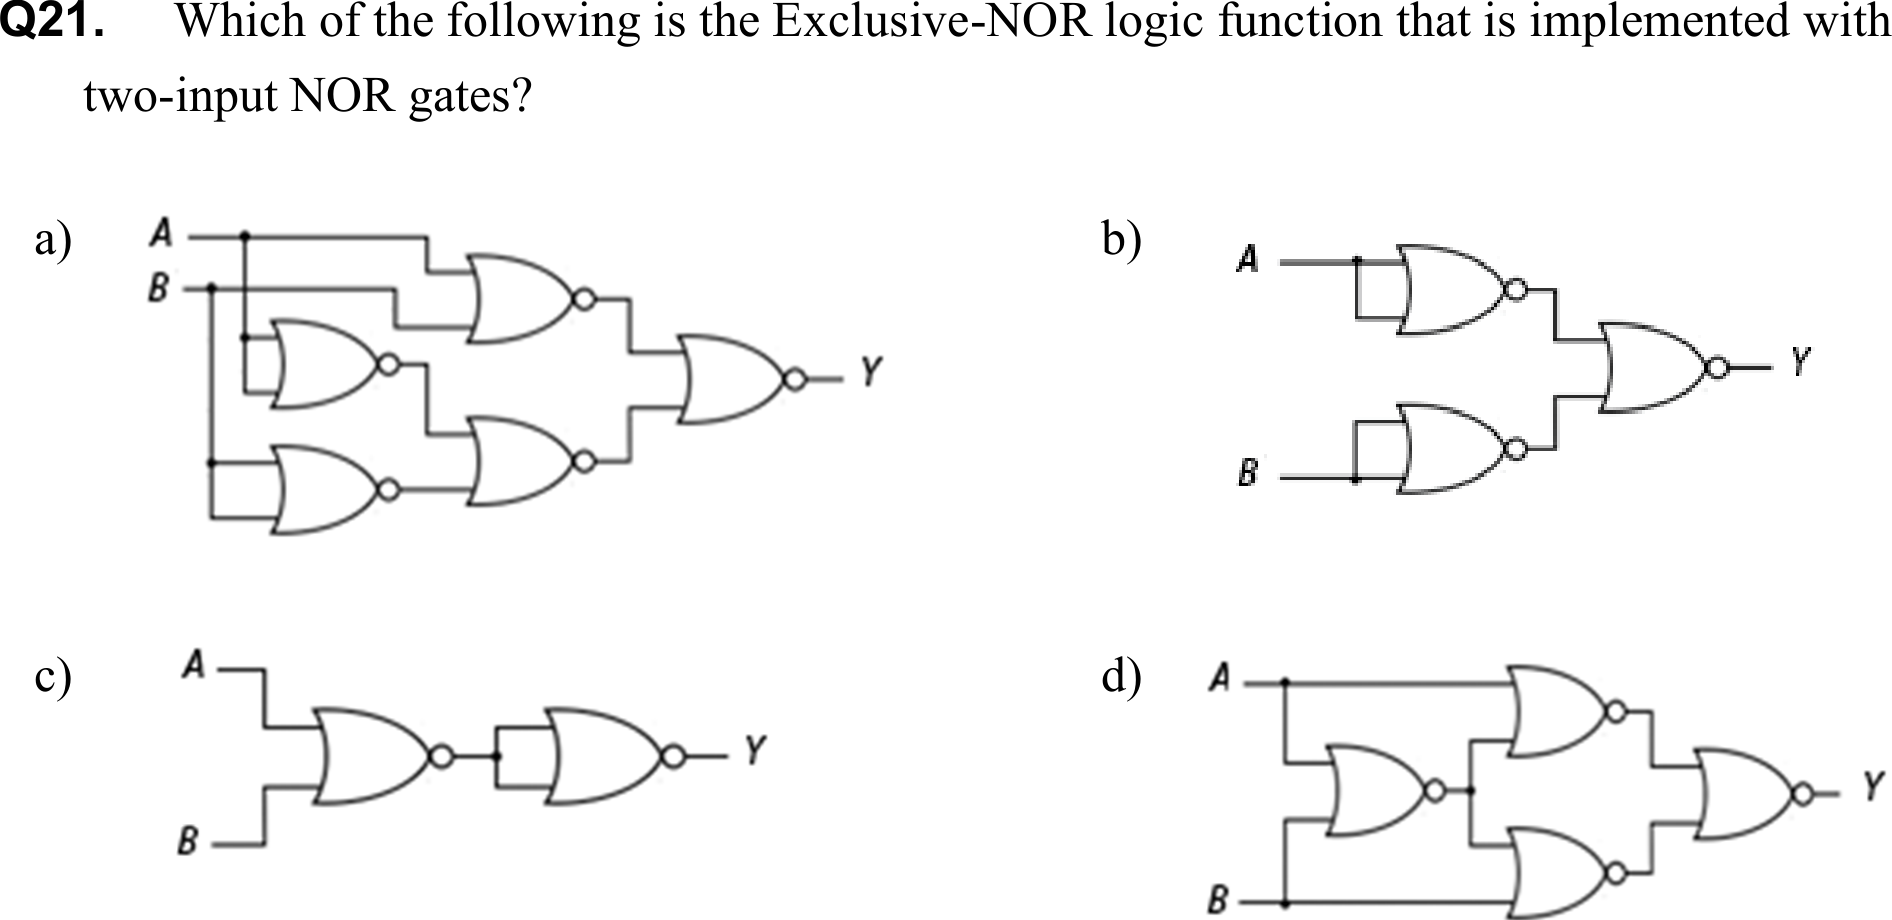 Q21. Which of the following is the Exclusive-NOR logic function that is implemented with
two-input NOR gates?
a)
A
B
Y
b)
A
B
Y
c)
A
B
Y
d)
A
B
Y